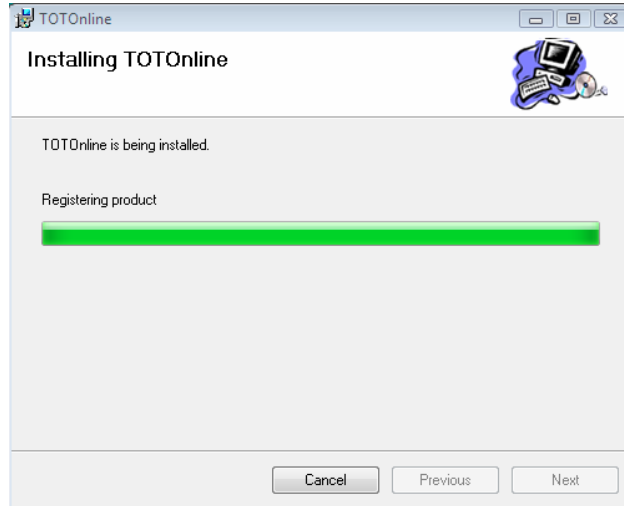 TOTOnline
Installing TOTOnline
TOTOnline is being installed.
Registering product
Cancel
Previous
Next